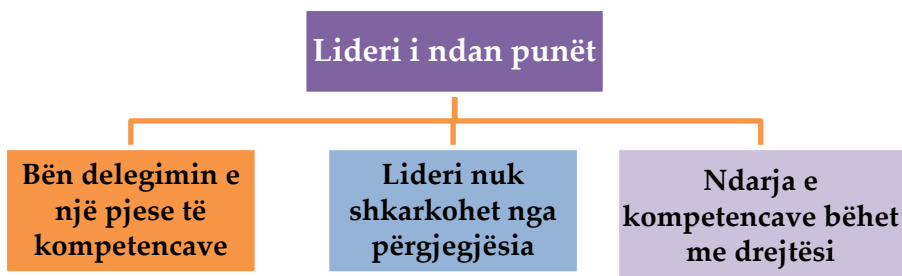 Lideri i ndan punët
Bën delegimin e
një pjese të
kompetencave
Lideri nuk
shkarkohet nga
përgjegjësia
Ndarja e
kompetencave bëhet
me drejtësi